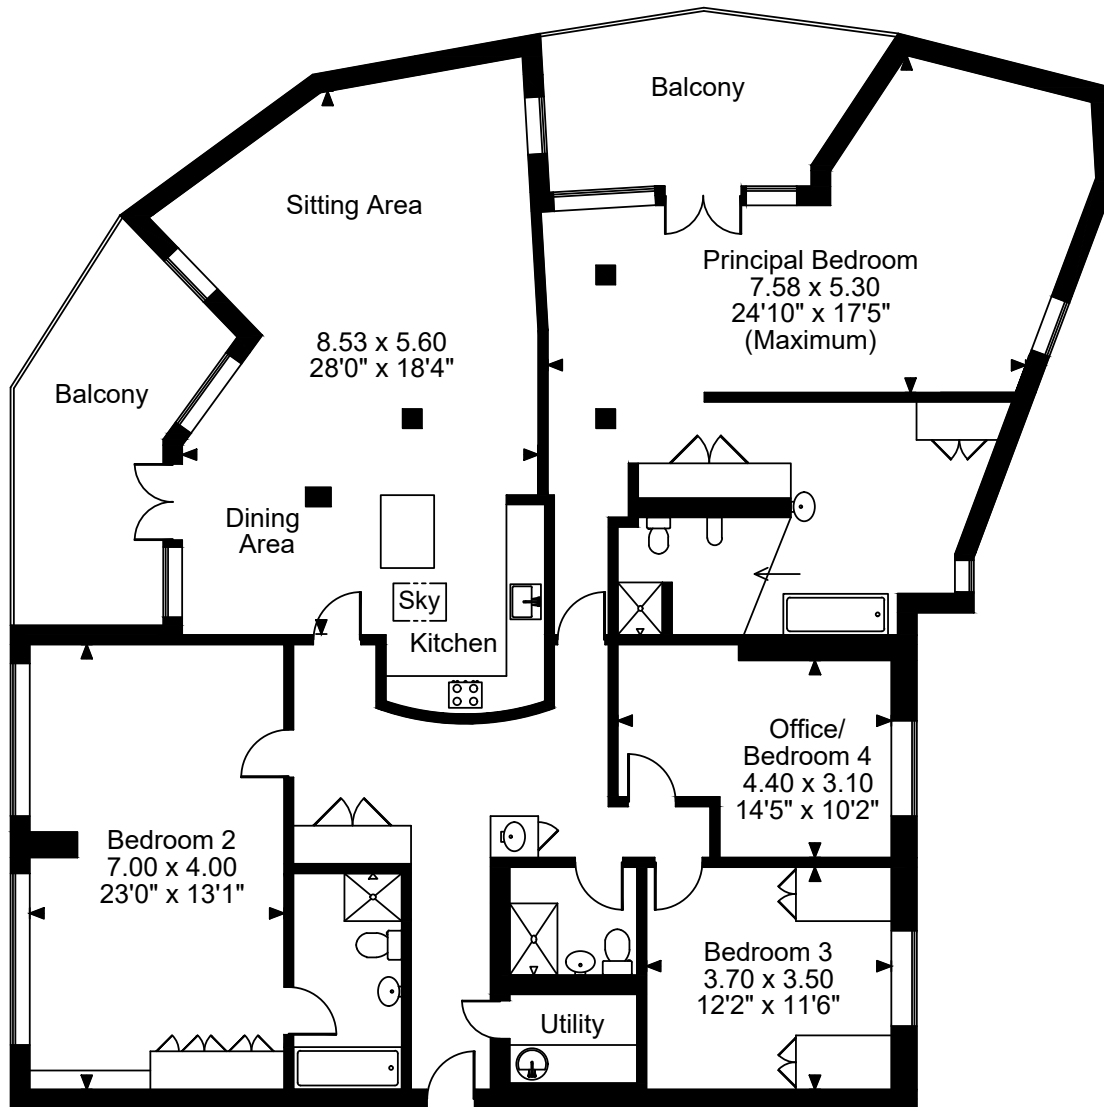 Balcony
Sitting Area
Principal Bedroom
7.58 x 5.30
24'10" x 17'5"
(Maximum)
8.53 x 5.60
28'0" x 18'4"
Balcony
Dining
Area
Sky
Kitchen
Office/
Bedroom 4
4.40 x 3.10
14'5" x 10'2"
Bedroom 2
7.00 x 4.00
23'0" x 13'1"
Bedroom 3
3.70 x 3.50
12'2" x 11'6"
Utility